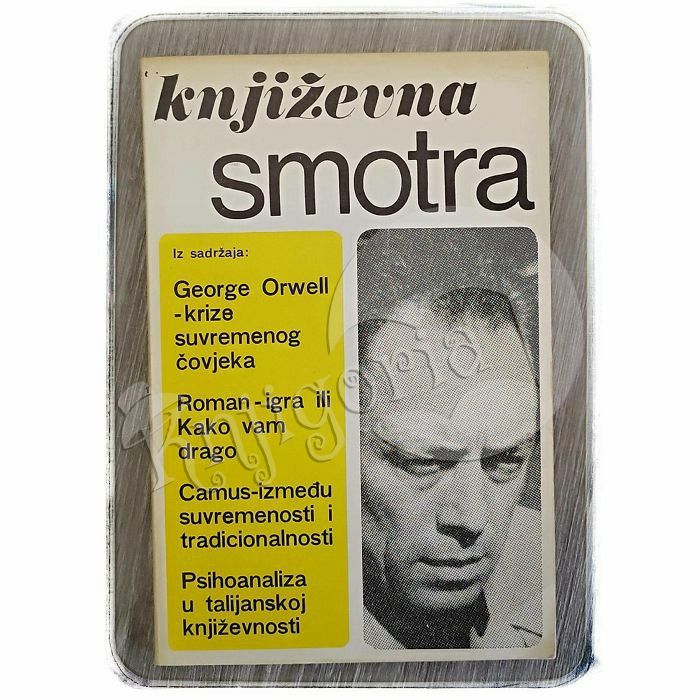 književna
smotra
Iz sadržaja:
George Orwell
-krize
suvremenog
čovjeka
Roman-igra ili
Kako vam
drago
Camus-između
suvremenosti i
tradicionalnosti
Psihoanaliza
u talijanskoj
književnosti
Knjigoria